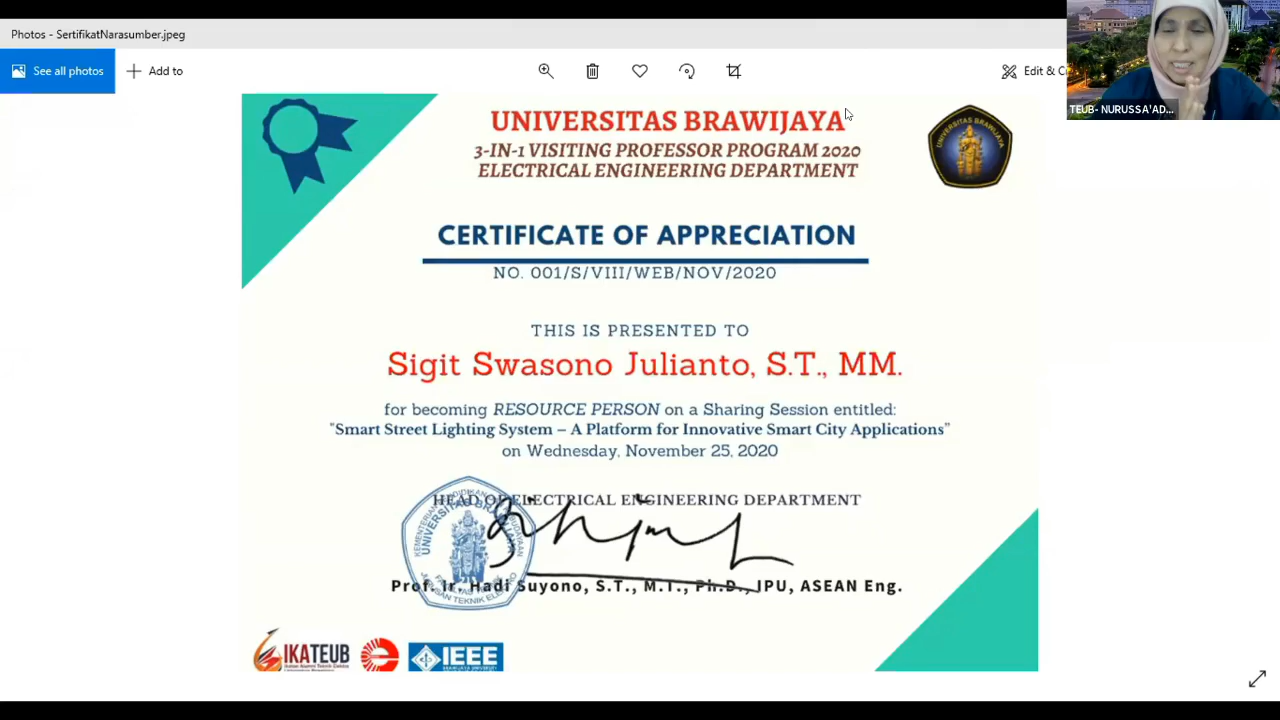 Photos - SertifikatNarasumber.jpeg
See all photos
Add to
Edit & C
TEUB- NURUSSA'AD...
UNIVERSITAS BRAWIJAYA
3-IN-1 VISITING PROFESSOR PROGRAM 2020
ELECTRICAL ENGINEERING DEPARTMENT
UNIVERSITAS BRAWIJAYA
CERTIFICATE OF APPRECIATION
NO. 001/S/VIII/WEB/NOV/2020
THIS IS PRESENTED TO
Sigit Swasono Julianto, S.T., MM.
for becoming RESOURCE PERSON on a Sharing Session entitled:
"Smart Street Lighting System – A Platform for Innovative Smart City Applications"
on Wednesday, November 25, 2020
HEAD OF ELECTRICAL ENGINEERING DEPARTMENT
UNIVERSITAS BRAWIJAYA
Prof. Ir. Hadi Suyono, S.T., M.T., Ph.D., IPU, ASEAN Eng.
IKATEUB
IEEE